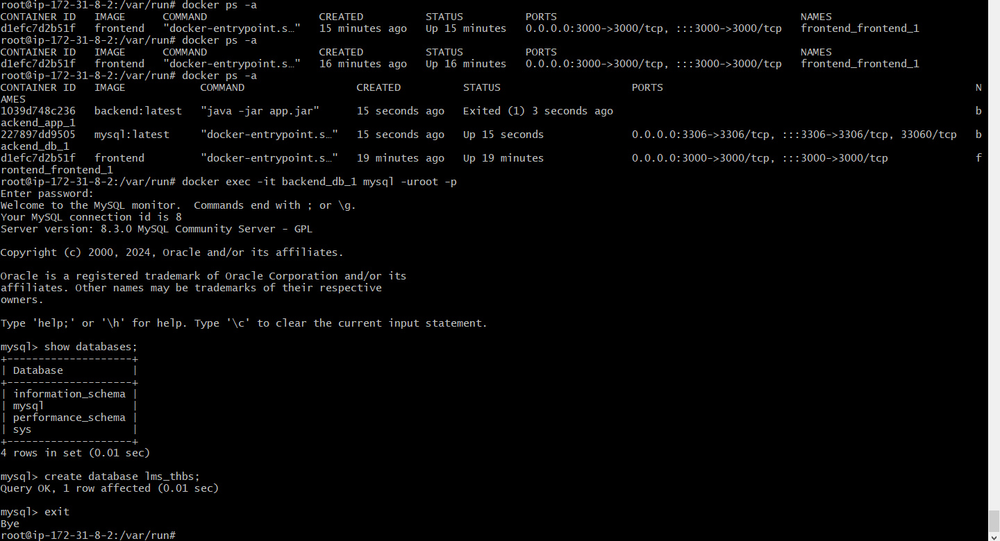 root@ip-172-31-8-2:/var/run# docker ps -a
CONTAINER ID   IMAGE      COMMAND                  CREATED          STATUS          PORTS                                       NAMES
d1efc7d2b51f   frontend   "docker-entrypoint.s…"   15 minutes ago   Up 15 minutes   0.0.0.0:3000->3000/tcp, :::3000->3000/tcp   frontend_frontend_1
root@ip-172-31-8-2:/var/run# docker ps -a
CONTAINER ID   IMAGE      COMMAND                  CREATED          STATUS          PORTS                                       NAMES
d1efc7d2b51f   frontend   "docker-entrypoint.s…"   16 minutes ago   Up 16 minutes   0.0.0.0:3000->3000/tcp, :::3000->3000/tcp   frontend_frontend_1
root@ip-172-31-8-2:/var/run# docker ps -a
CONTAINER ID   IMAGE            COMMAND                  CREATED          STATUS                     PORTS                                                  N
AMES
1039d748c236   backend:latest   "java -jar app.jar"      15 seconds ago   Exited (1) 3 seconds ago                                                          b
ackend_app_1
227897dd9505   mysql:latest     "docker-entrypoint.s…"   15 seconds ago   Up 15 seconds              0.0.0.0:3306->3306/tcp, :::3306->3306/tcp, 33060/tcp   b
ackend_db_1
d1efc7d2b51f   frontend         "docker-entrypoint.s…"   19 minutes ago   Up 19 minutes              0.0.0.0:3000->3000/tcp, :::3000->3000/tcp              f
rontend_frontend_1
root@ip-172-31-8-2:/var/run# docker exec -it backend_db_1 mysql -uroot -p
Enter password:
Welcome to the MySQL monitor.  Commands end with ; or \g.
Your MySQL connection id is 8
Server version: 8.3.0 MySQL Community Server - GPL

Copyright (c) 2000, 2024, Oracle and/or its affiliates.

Oracle is a registered trademark of Oracle Corporation and/or its
affiliates. Other names may be trademarks of their respective
owners.

Type 'help;' or '\h' for help. Type '\c' to clear the current input statement.

mysql> show databases;
+--------------------+
| Database           |
+--------------------+
| information_schema |
| mysql              |
| performance_schema |
| sys                |
+--------------------+
4 rows in set (0.01 sec)

mysql> create database lms_thbs;
Query OK, 1 row affected (0.01 sec)

mysql> exit
Bye
root@ip-172-31-8-2:/var/run#